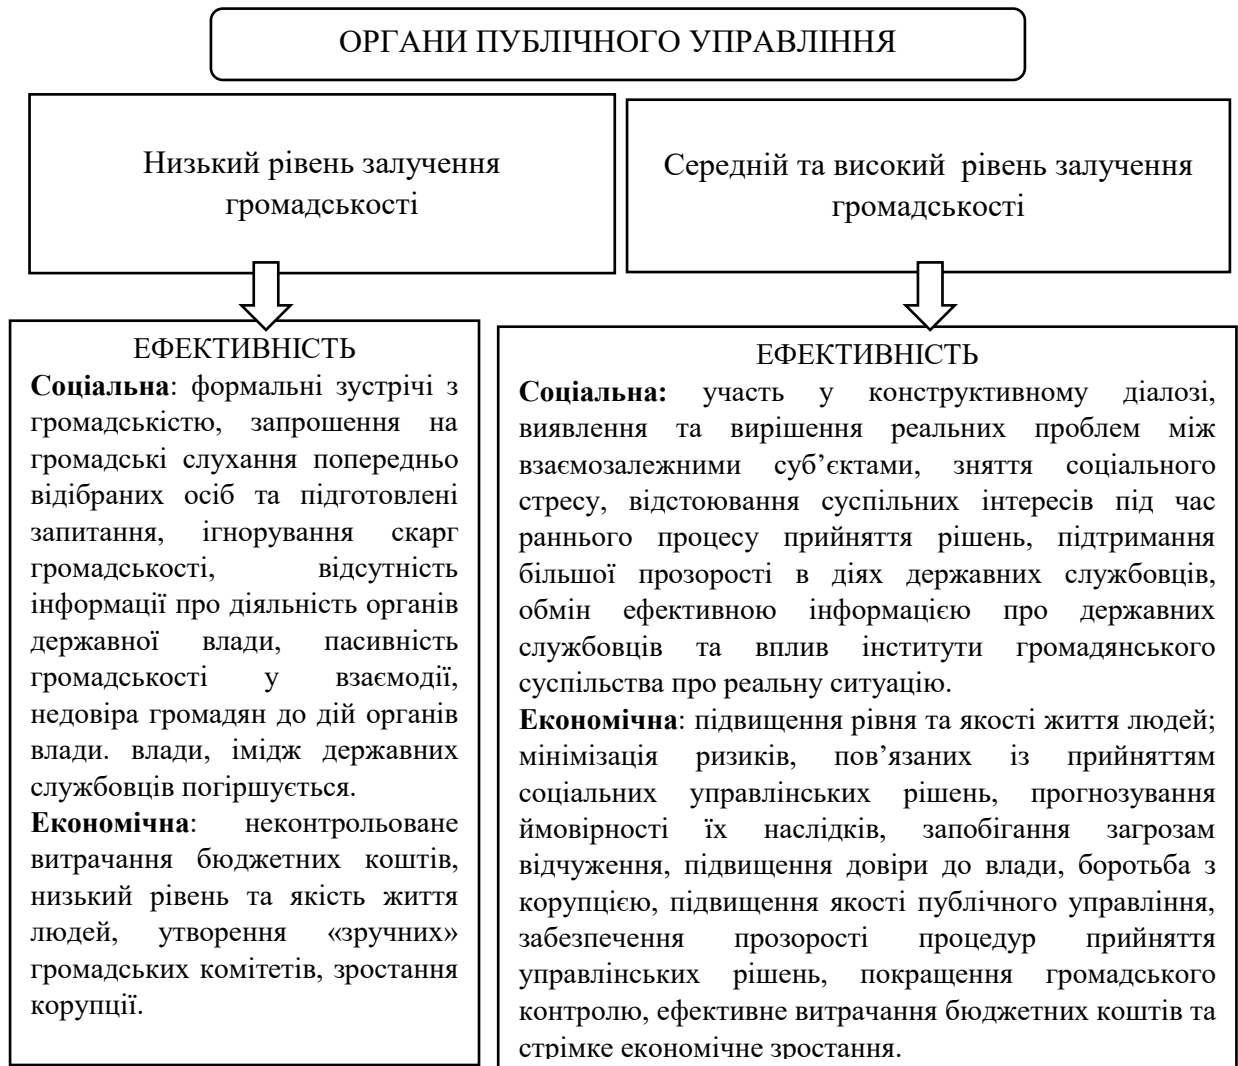 ОРГАНИ ПУБЛІЧНОГО УПРАВЛІННЯ
Низький рівень залучення
громадськості
Середній та високий рівень залучення
громадськості
ЕФЕКТИВНІСТЬ
Соціальна: формальні зустрічі з
громадськістю, запрошення на
громадські слухання попередньо
відібраних осіб та підготовлені
запитання, ігнорування скарг
громадськості, відсутність
інформації про діяльність органів
державної влади, пасивність
громадськості у взаємодії,
недовіра громадян до дій органів
влади. влади, імідж державних
службовців погіршується.
Економічна: неконтрольоване
витрачання бюджетних коштів,
низький рівень та якість життя
людей, утворення «зручних»
громадських комітетів, зростання
корупції.
ЕФЕКТИВНІСТЬ
Соціальна: участь у конструктивному діалозі,
виявлення та вирішення реальних проблем між
взаємозалежними суб’єктами, зняття соціального
стресу, відстоювання суспільних інтересів під час
раннього процесу прийняття рішень, підтримання
більшої прозорості в діях державних службовців,
обмін ефективною інформацією про державних
службовців та вплив інститути громадянського
суспільства про реальну ситуацію.
Економічна: підвищення рівня та якості життя людей;
мінімізація ризиків, пов’язаних із прийняттям
соціальних управлінських рішень, прогнозування
ймовірності їх наслідків, запобігання загрозам
відчуження, підвищення довіри до влади, боротьба з
корупцією, підвищення якості публічного управління,
забезпечення прозорості процедур прийняття
управлінських рішень, покращення громадського
контролю, ефективне витрачання бюджетних коштів та
стрімке економічне зростання.